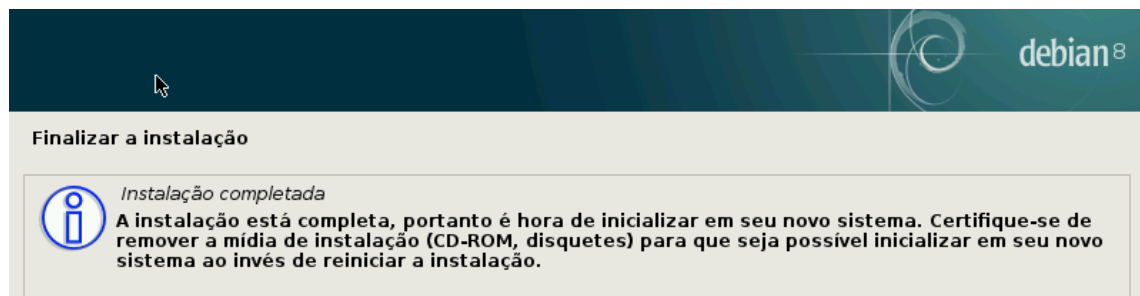 debian 8
Finalizar a instalação
Instalação completada
A instalação está completa, portanto é hora de inicializar em seu novo sistema. Certifique-se de
remover a mídia de instalação (CD-ROM, disquetes) para que seja possível inicializar em seu novo
sistema ao invés de reiniciar a instalação.